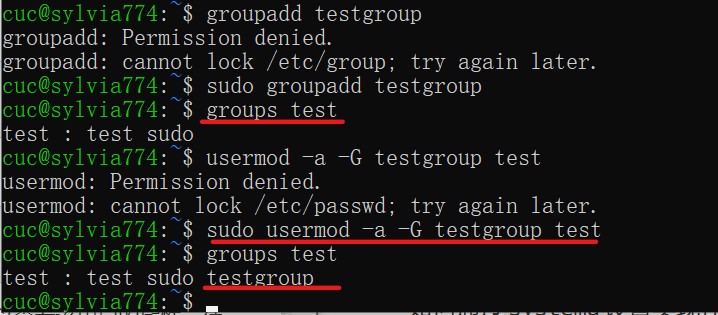 cuc@sylvia774:~$ groupadd testgroup
groupadd: Permission denied.
groupadd: cannot lock /etc/group; try again later.
cuc@sylvia774:~$ sudo groupadd testgroup
cuc@sylvia774:~$ groups test
test : test sudo
cuc@sylvia774:~$ usermod -a -G testgroup test
usermod: Permission denied.
usermod: cannot lock /etc/passwd; try again later.
cuc@sylvia774:~$ sudo usermod -a -G testgroup test
cuc@sylvia774:~$ groups test
test : test sudo testgroup
cuc@sylvia774:~$